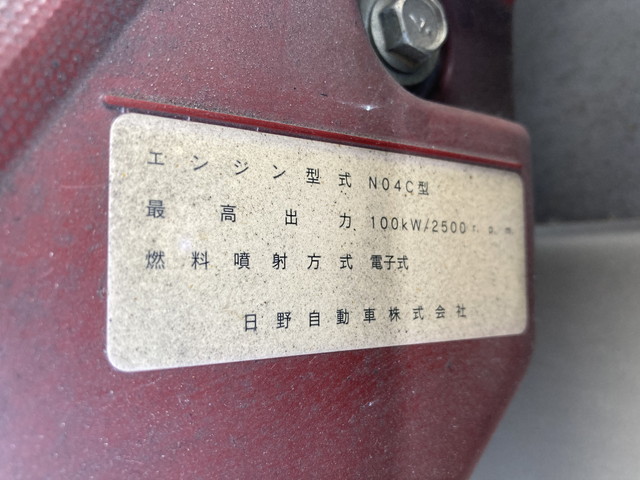 エンジン型式 N04C型
最高出力 100kW/2500r.p.m.
燃料噴射方式 電子式
日野自動車株式会社